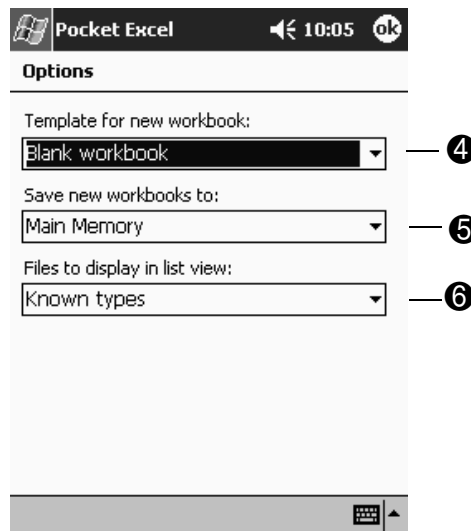 Pocket Excel 10:05 ok
Options
Template for new workbook:
Blank workbook 4
Save new workbooks to:
Main Memory 5
Files to display in list view:
Known types 6